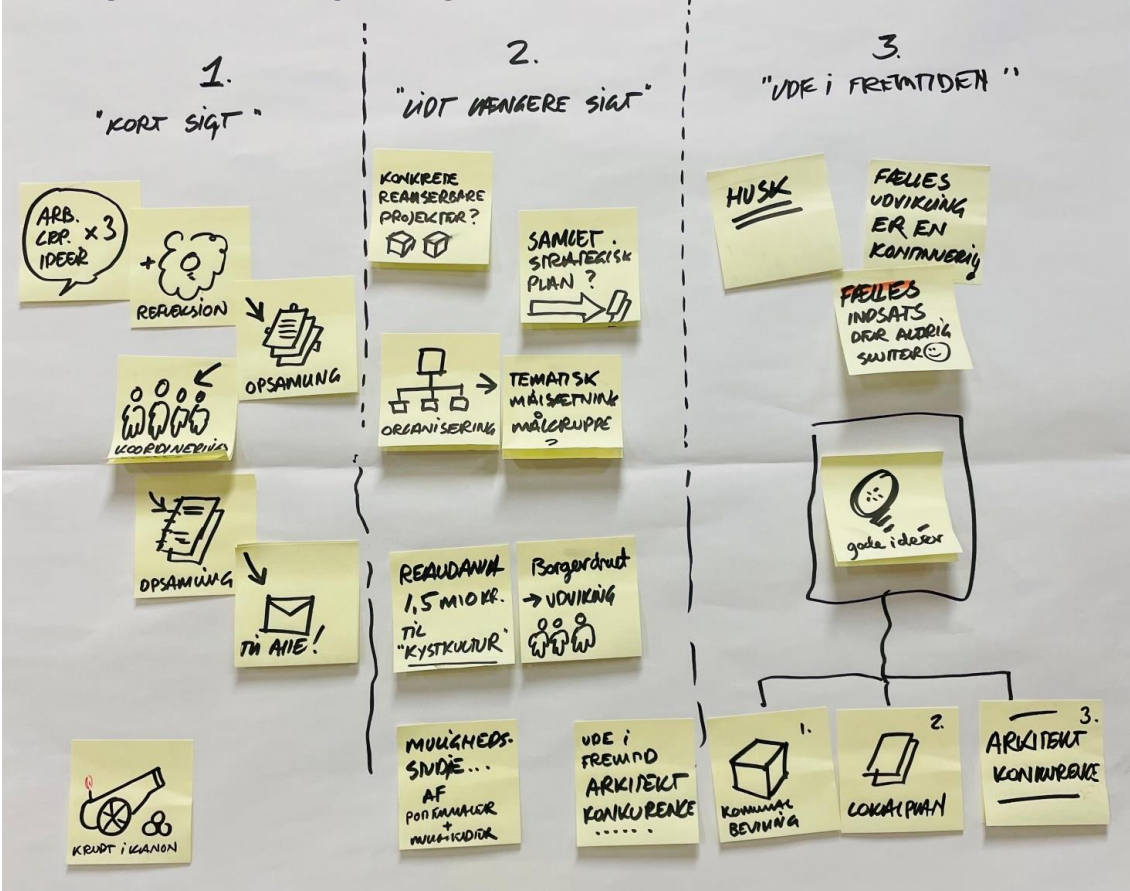 1.
"KORT SIGT"
ARB.
GRP. x3
IDEER
+
REFLEKSION
OPSAMLING
KOORDINERING
OPSAMLING
TIL ALLE!
KRUDT I KANON
2.
"LIDT LÆNGERE SIGT"
KONKRETE
REALISERBARE
PROJEKTER?
SAMLET
STRATEGISK
PLAN?
ORGANISERING
TEMATISK
MÅLSÆTNING
MÅLGRUPPE
?
REALDANIA
1,5 MIO KR.
TIL
"KYSTKULTUR"
Borgerdrevet
→ UDVIKLING
MULIGHEDS-
STUDIE...
AF
POTENTIALER
+
MULIGHEDER
UDE I
FREMTID
ARKITEKT
KONKURENCE
......
3.
"UDE I FREMTIDEN"
HUSK
FÆLLES
UDVIKLING
ER EN
KONTINUERLIG
FÆLLES
INDSATS
DER ALDRIG
SLUTTER
gode ideer
1.
KOMMUNAL
BEVILLING
2.
LOKALPLAN
3.
ARKITEKT
KONKURENCE